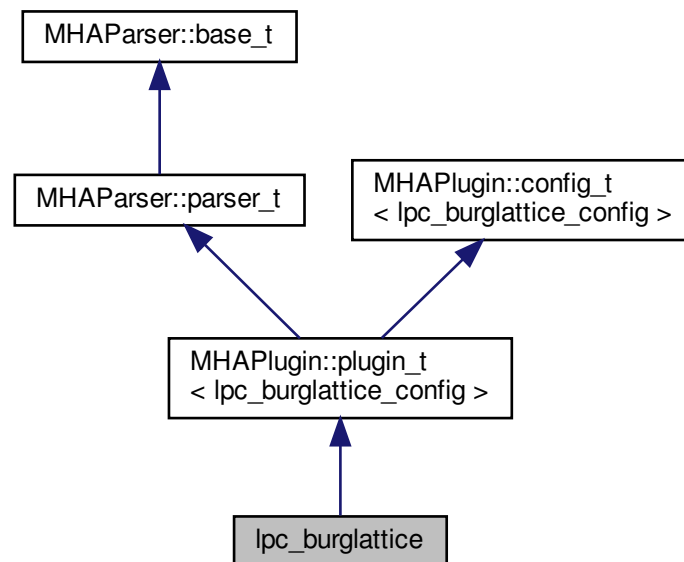 MHAParser::base_t
MHAParser::parser_t
MHAPlugin::config_t
< lpc_burglattice_config >
MHAPlugin::plugin_t
< lpc_burglattice_config >
lpc_burglattice